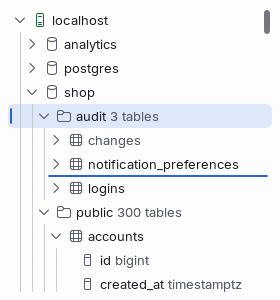 localhost
analytics
postgres
shop
audit 3 tables
changes
notification_preferences
logins
public 300 tables
accounts
id bigint
created_at timestamptz